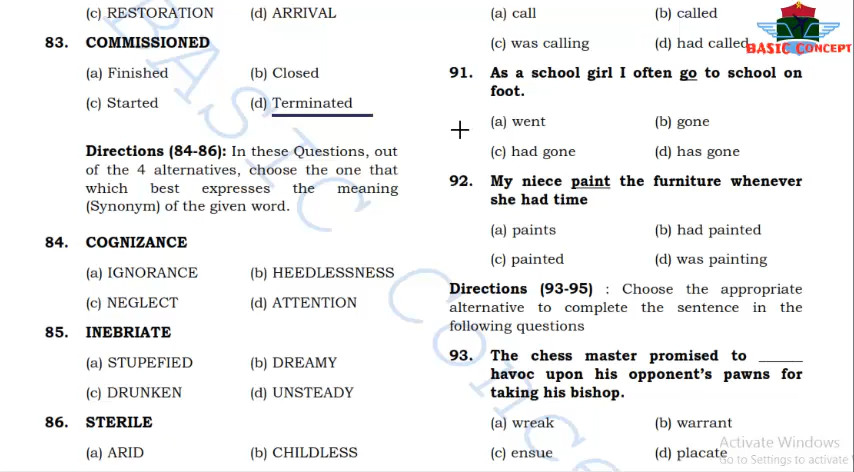 (c) RESTORATION (d) ARRIVAL
83. COMMISSIONED
(a) Finished (b) Closed
(c) Started (d) Terminated
Directions (84-86): In these Questions, out
of the 4 alternatives, choose the one that
which best expresses the meaning
(Synonym) of the given word.
84. COGNIZANCE
(a) IGNORANCE (b) HEEDLESSNESS
(c) NEGLECT (d) ATTENTION
85. INEBRIATE
(a) STUPEFIED (b) DREAMY
(c) DRUNKEN (d) UNSTEADY
86. STERILE
(a) ARID (b) CHILDLESS
(a) call (b) called
(c) was calling (d) had called
91. As a school girl I often go to school on
foot.
(a) went (b) gone
(c) had gone (d) has gone
92. My niece paint the furniture whenever
she had time
(a) paints (b) had painted
(c) painted (d) was painting
Directions (93-95) : Choose the appropriate
alternative to complete the sentence in the
following questions
93. The chess master promised to ______
havoc upon his opponent's pawns for
taking his bishop.
(a) wreak (b) warrant
(c) ensue (d) placate
BASIC CONCEPT
BASIC Conce
Activate Windows
Go to Settings to activate